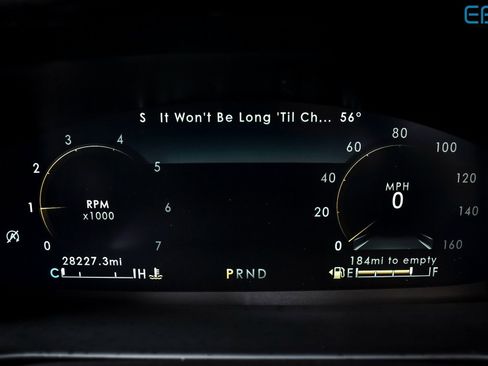 EB
S It Won't Be Long 'Til Ch... 56°
3 4 60 80 100
2 5 40 120
1 6 20 140
0 7 0 160
RPM
x1000
MPH
0
28227.3mi
184mi to empty
C H PRND E F